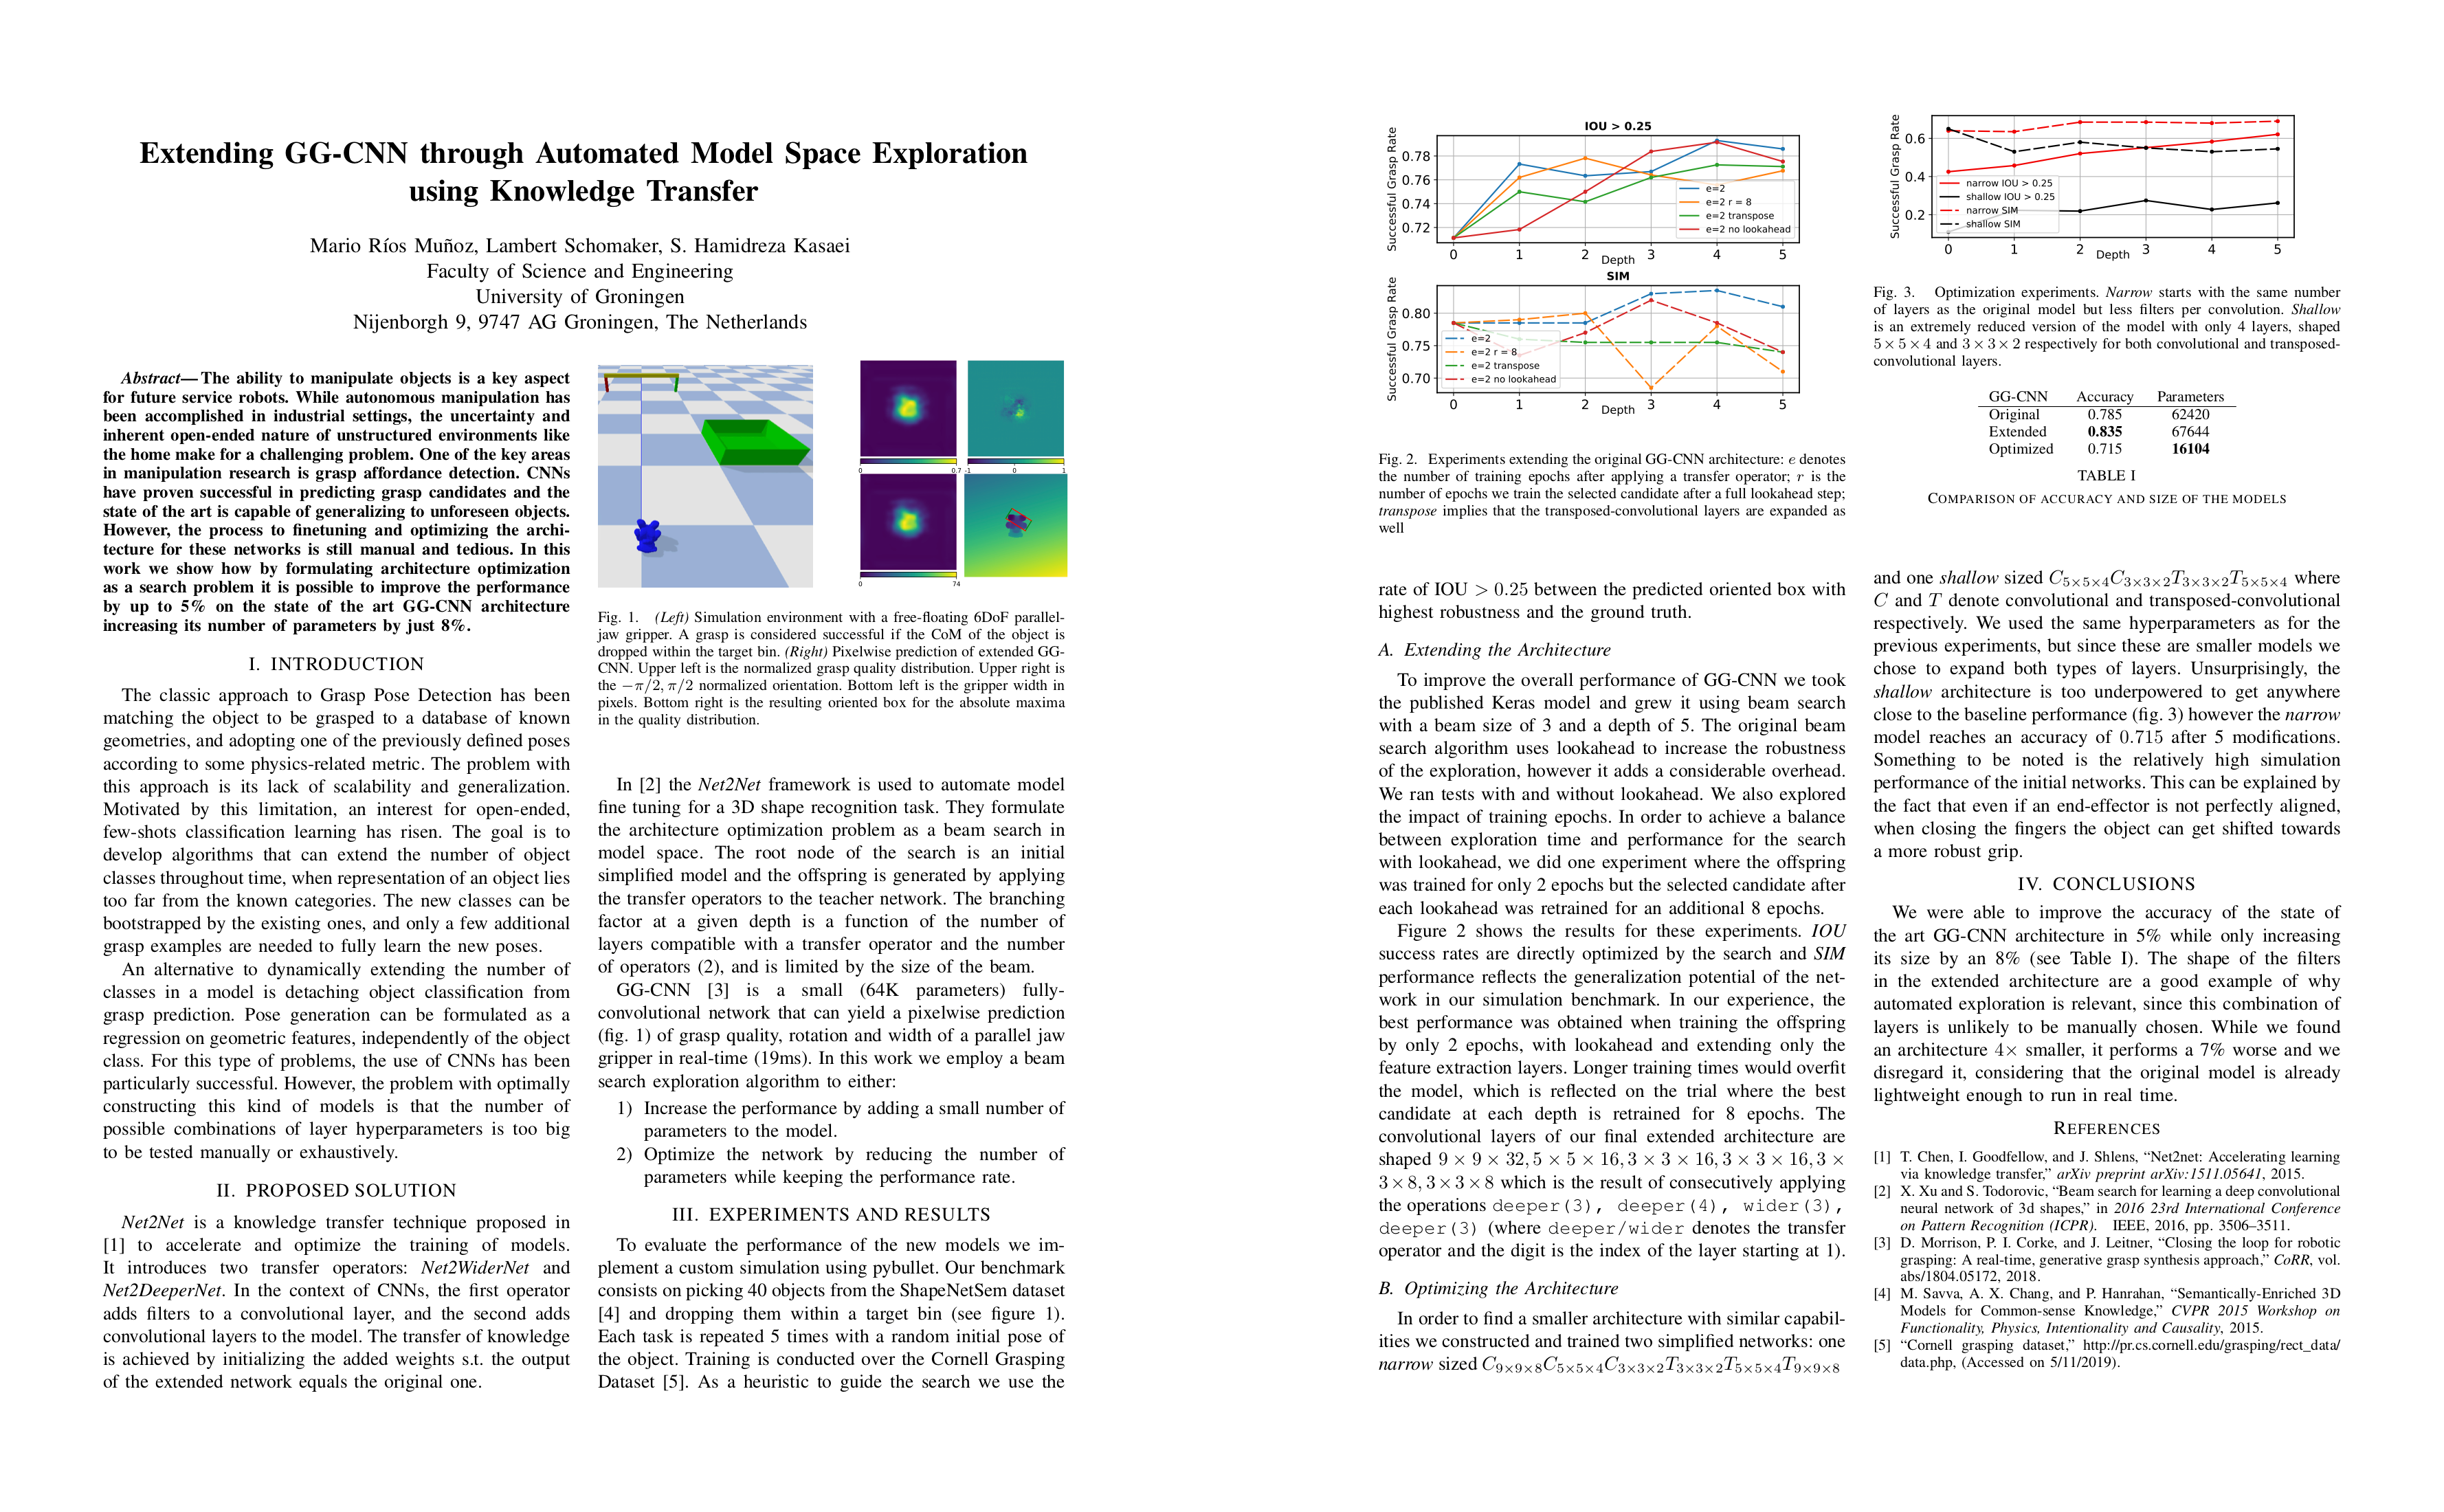 Extending GG-CNN through Automated Model Space Exploration
using Knowledge Transfer
Mario Ríos Muñoz, Lambert Schomaker, S. Hamidreza Kasaei
Faculty of Science and Engineering
University of Groningen
Nijenborgh 9, 9747 AG Groningen, The Netherlands
Abstract— The ability to manipulate objects is a key aspect
for future service robots. While autonomous manipulation has
been accomplished in industrial settings, the uncertainty and
inherent open-ended nature of unstructured environments like
the home make for a challenging problem. One of the key areas
in manipulation research is grasp affordance detection. CNNs
have proven successful in predicting grasp candidates and the
state of the art is capable of generalizing to unforeseen objects.
However, the process to finetuning and optimizing the archi-
tecture for these networks is still manual and tedious. In this
work we show how by formulating architecture optimization
as a search problem it is possible to improve the performance
by up to 5% on the state of the art GG-CNN architecture
increasing its number of parameters by just 8%.
I. INTRODUCTION
The classic approach to Grasp Pose Detection has been
matching the object to be grasped to a database of known
geometries, and adopting one of the previously defined poses
according to some physics-related metric. The problem with
this approach is its lack of scalability and generalization.
Motivated by this limitation, an interest for open-ended,
few-shots classification learning has risen. The goal is to
develop algorithms that can extend the number of object
classes throughout time, when representation of an object lies
too far from the known categories. The new classes can be
bootstrapped by the existing ones, and only a few additional
grasp examples are needed to fully learn the new poses.
An alternative to dynamically extending the number of
classes in a model is detaching object classification from
grasp prediction. Pose generation can be formulated as a
regression on geometric features, independently of the object
class. For this type of problems, the use of CNNs has been
particularly successful. However, the problem with optimally
constructing this kind of models is that the number of
possible combinations of layer hyperparameters is too big
to be tested manually or exhaustively.
II. PROPOSED SOLUTION
Net2Net is a knowledge transfer technique proposed in
[1] to accelerate and optimize the training of models.
It introduces two transfer operators: Net2WiderNet and
Net2DeeperNet. In the context of CNNs, the first operator
adds filters to a convolutional layer, and the second adds
convolutional layers to the model. The transfer of knowledge
is achieved by initializing the added weights s.t. the output
of the extended network equals the original one.
0 0.7 -1 0 1
0 74
Fig. 1. (Left) Simulation environment with a free-floating 6DoF parallel-
jaw gripper. A grasp is considered successful if the CoM of the object is
dropped within the target bin. (Right) Pixelwise prediction of extended GG-
CNN. Upper left is the normalized grasp quality distribution. Upper right is
the −π/2, π/2 normalized orientation. Bottom left is the gripper width in
pixels. Bottom right is the resulting oriented box for the absolute maxima
in the quality distribution.
In [2] the Net2Net framework is used to automate model
fine tuning for a 3D shape recognition task. They formulate
the architecture optimization problem as a beam search in
model space. The root node of the search is an initial
simplified model and the offspring is generated by applying
the transfer operators to the teacher network. The branching
factor at a given depth is a function of the number of
layers compatible with a transfer operator and the number
of operators (2), and is limited by the size of the beam.
GG-CNN [3] is a small (64K parameters) fully-
convolutional network that can yield a pixelwise prediction
(fig. 1) of grasp quality, rotation and width of a parallel jaw
gripper in real-time (19ms). In this work we employ a beam
search exploration algorithm to either:
1) Increase the performance by adding a small number of
parameters to the model.
2) Optimize the network by reducing the number of
parameters while keeping the performance rate.
III. EXPERIMENTS AND RESULTS
To evaluate the performance of the new models we im-
plement a custom simulation using pybullet. Our benchmark
consists on picking 40 objects from the ShapeNetSem dataset
[4] and dropping them within a target bin (see figure 1).
Each task is repeated 5 times with a random initial pose of
the object. Training is conducted over the Cornell Grasping
Dataset [5]. As a heuristic to guide the search we use the
IOU > 0.25
Successful Grasp Rate
0.78
0.76
0.74
0.72
e=2
e=2 r = 8
e=2 transpose
e=2 no lookahead
0 1 2 3 4 5
Depth
SIM
Successful Grasp Rate
0.80
0.75
0.70
e=2
e=2 r = 8
e=2 transpose
e=2 no lookahead
0 1 2 3 4 5
Depth
Fig. 2. Experiments extending the original GG-CNN architecture: e denotes
the number of training epochs after applying a transfer operator; r is the
number of epochs we train the selected candidate after a full lookahead step;
transpose implies that the transposed-convolutional layers are expanded as
well
rate of IOU > 0.25 between the predicted oriented box with
highest robustness and the ground truth.
A. Extending the Architecture
To improve the overall performance of GG-CNN we took
the published Keras model and grew it using beam search
with a beam size of 3 and a depth of 5. The original beam
search algorithm uses lookahead to increase the robustness
of the exploration, however it adds a considerable overhead.
We ran tests with and without lookahead. We also explored
the impact of training epochs. In order to achieve a balance
between exploration time and performance for the search
with lookahead, we did one experiment where the offspring
was trained for only 2 epochs but the selected candidate after
each lookahead was retrained for an additional 8 epochs.
Figure 2 shows the results for these experiments. IOU
success rates are directly optimized by the search and SIM
performance reflects the generalization potential of the net-
work in our simulation benchmark. In our experience, the
best performance was obtained when training the offspring
by only 2 epochs, with lookahead and extending only the
feature extraction layers. Longer training times would overfit
the model, which is reflected on the trial where the best
candidate at each depth is retrained for 8 epochs. The
convolutional layers of our final extended architecture are
shaped 9 × 9 × 32, 5 × 5 × 16, 3 × 3 × 16, 3 × 3 × 16, 3 ×
3 × 8, 3 × 3 × 8 which is the result of consecutively applying
the operations deeper(3), deeper(4), wider(3),
deeper(3) (where deeper/wider denotes the transfer
operator and the digit is the index of the layer starting at 1).
B. Optimizing the Architecture
In order to find a smaller architecture with similar capabil-
ities we constructed and trained two simplified networks: one
narrow sized C9×9×8C5×5×4C3×3×2T3×3×2T5×5×4T9×9×8
Successful Grasp Rate
0.6
0.4
0.2
narrow IOU > 0.25
shallow IOU > 0.25
narrow SIM
shallow SIM
0 1 2 3 4 5
Depth
Fig. 3. Optimization experiments. Narrow starts with the same number
of layers as the original model but less filters per convolution. Shallow
is an extremely reduced version of the model with only 4 layers, shaped
5 × 5 × 4 and 3 × 3 × 2 respectively for both convolutional and transposed-
convolutional layers.
GG-CNN Accuracy Parameters
Original 0.785 62420
Extended 0.835 67644
Optimized 0.715 16104
TABLE I
COMPARISON OF ACCURACY AND SIZE OF THE MODELS
and one shallow sized C5×5×4C3×3×2T3×3×2T5×5×4 where
C and T denote convolutional and transposed-convolutional
respectively. We used the same hyperparameters as for the
previous experiments, but since these are smaller models we
chose to expand both types of layers. Unsurprisingly, the
shallow architecture is too underpowered to get anywhere
close to the baseline performance (fig. 3) however the narrow
model reaches an accuracy of 0.715 after 5 modifications.
Something to be noted is the relatively high simulation
performance of the initial networks. This can be explained by
the fact that even if an end-effector is not perfectly aligned,
when closing the fingers the object can get shifted towards
a more robust grip.
IV. CONCLUSIONS
We were able to improve the accuracy of the state of
the art GG-CNN architecture in 5% while only increasing
its size by an 8% (see Table I). The shape of the filters
in the extended architecture are a good example of why
automated exploration is relevant, since this combination of
layers is unlikely to be manually chosen. While we found
an architecture 4× smaller, it performs a 7% worse and we
disregard it, considering that the original model is already
lightweight enough to run in real time.
REFERENCES
[1] T. Chen, I. Goodfellow, and J. Shlens, “Net2net: Accelerating learning
via knowledge transfer,” arXiv preprint arXiv:1511.05641, 2015.
[2] X. Xu and S. Todorovic, “Beam search for learning a deep convolutional
neural network of 3d shapes,” in 2016 23rd International Conference
on Pattern Recognition (ICPR). IEEE, 2016, pp. 3506–3511.
[3] D. Morrison, P. I. Corke, and J. Leitner, “Closing the loop for robotic
grasping: A real-time, generative grasp synthesis approach,” CoRR, vol.
abs/1804.05172, 2018.
[4] M. Savva, A. X. Chang, and P. Hanrahan, “Semantically-Enriched 3D
Models for Common-sense Knowledge,” CVPR 2015 Workshop on
Functionality, Physics, Intentionality and Causality, 2015.
[5] “Cornell grasping dataset,” http://pr.cs.cornell.edu/grasping/rect_data/
data.php, (Accessed on 5/11/2019).